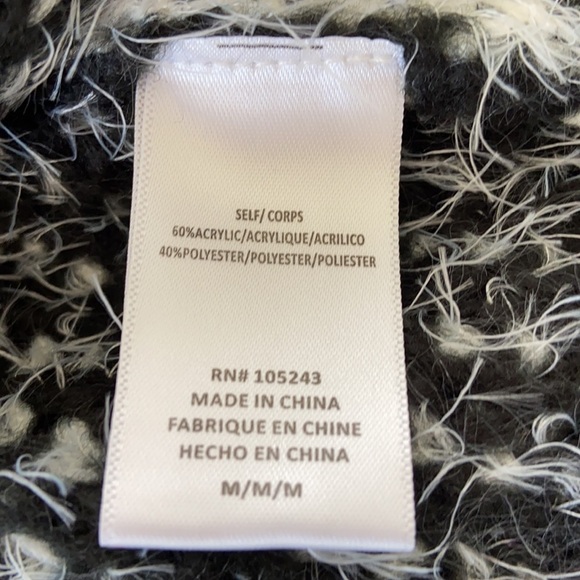 SELF/ CORPS
60%ACRYLIC/ACRYLIQUE/ACRILICO
40%POLYESTER/POLYESTER/POLIESTER
RN# 105243
MADE IN CHINA
FABRIQUE EN CHINE
HECHO EN CHINA
M/M/M